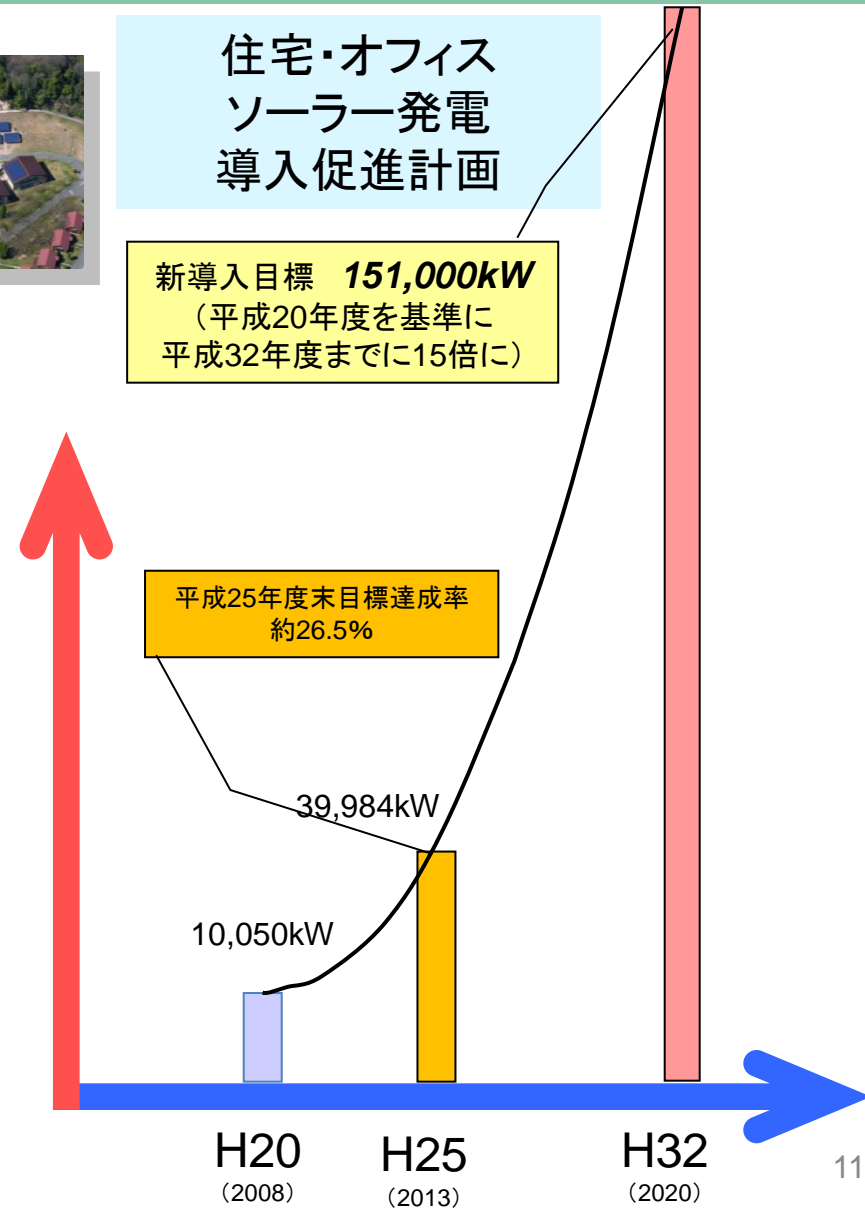 住宅・オフィス
ソーラー発電
導入促進計画
新導入目標　151,000kW
（平成20年度を基準に
平成32年度までに15倍に）
平成25年度末目標達成率
約26.5%
39,984kW
10,050kW
H20
（2008）
H25
（2013）
H32
（2020）
11